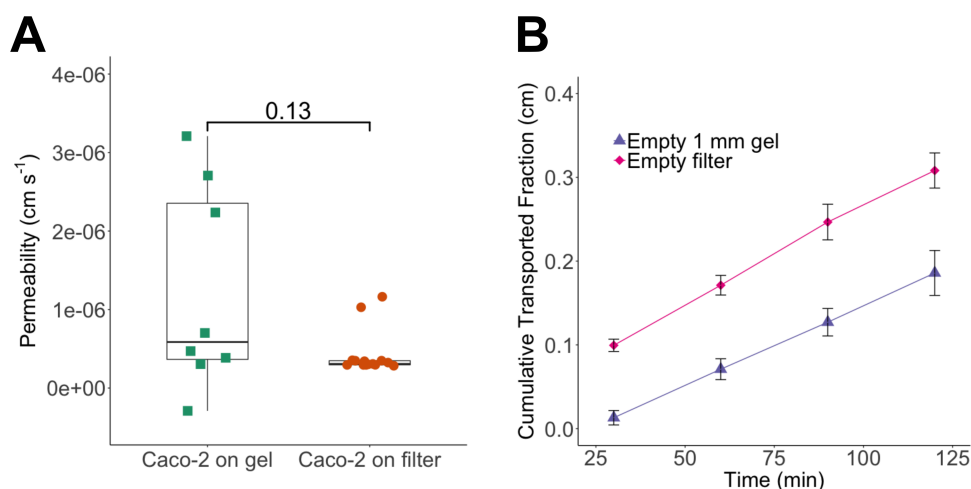 A
Permeability (cm s⁻¹)
4e-06
3e-06
2e-06
1e-06
0e+00
0.13
Caco-2 on gel
Caco-2 on filter
B
Cumulative Transported Fraction (cm)
0.4
0.3
0.2
0.1
0.0
Empty 1 mm gel
Empty filter
25
50
75
100
125
Time (min)